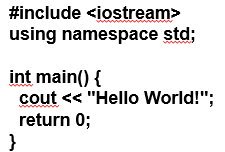 #include <iostream>
using namespace std;

int main() {
  cout << "Hello World!";
  return 0;
}